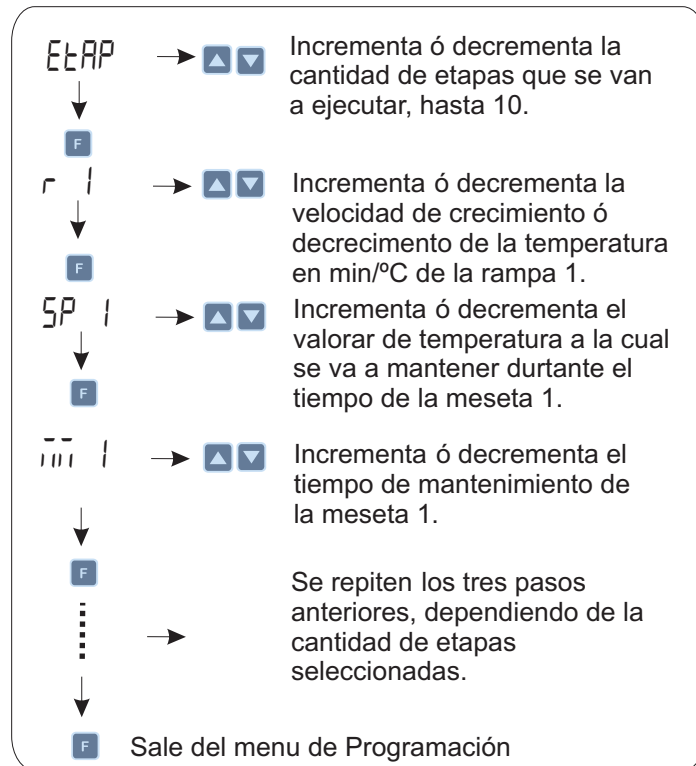 EtAP
Incrementa ó decrementa la
cantidad de etapas que se van
a ejecutar, hasta 10.
F
r 1
Incrementa ó decrementa la
velocidad de crecimiento ó
decrecimento de la temperatura
en min/ºC de la rampa 1.
F
SP 1
Incrementa ó decrementa el
valorar de temperatura a la cual
se va a mantener durtante el
tiempo de la meseta 1.
F
m 1
Incrementa ó decrementa el
tiempo de mantenimiento de
la meseta 1.
F
Se repiten los tres pasos
anteriores, dependiendo de la
cantidad de etapas
seleccionadas.
F Sale del menu de Programación